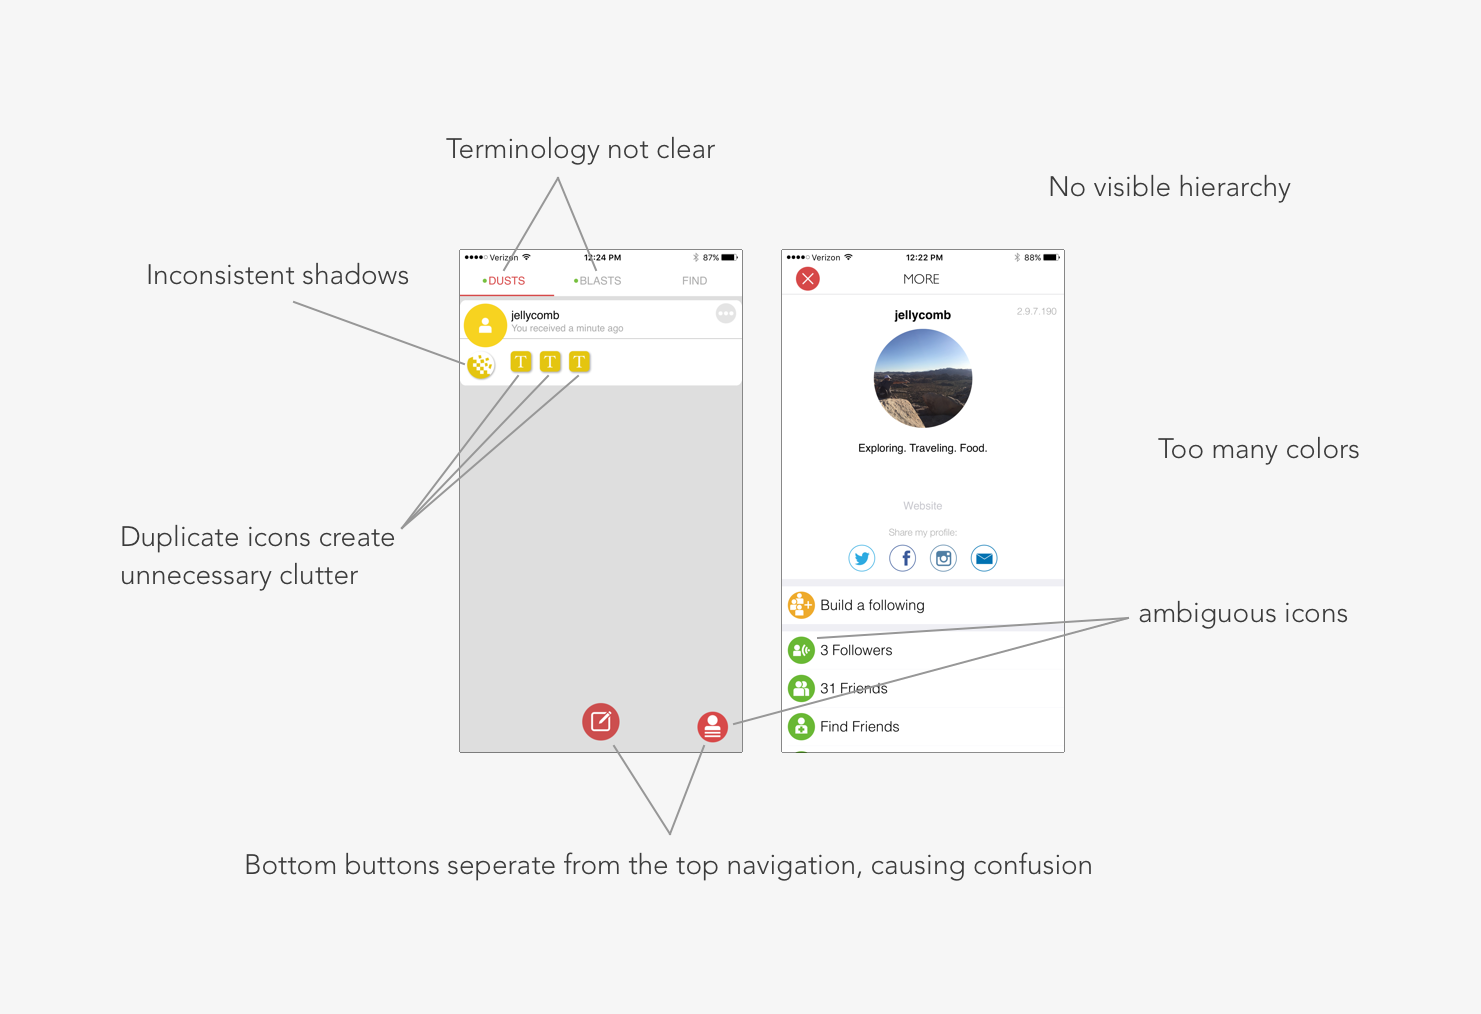 Terminology not clear
No visible hierarchy
Inconsistent shadows
Verizon 12:24 PM 87%
DUSTS BLASTS FIND
jellycomb
You received a minute ago
T T T
Verizon 12:22 PM 88%
MORE
jellycomb 2.9.7.190
Exploring. Traveling. Food.
Website
Share my profile:
f
Build a following
3 Followers
31 Friends
Find Friends
Too many colors
Duplicate icons create
unnecessary clutter
ambiguous icons
Bottom buttons seperate from the top navigation, causing confusion